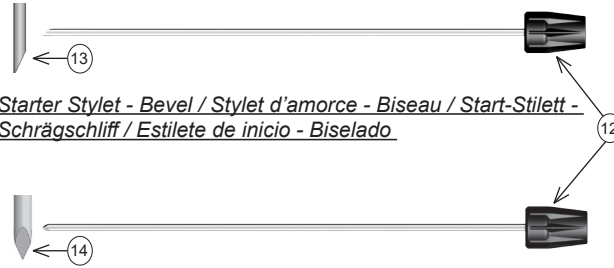 13
Starter Stylet - Bevel / Stylet d'amorce - Biseau / Start-Stilett -
Schrägschliff / Estilete de inicio - Biselado
12
14